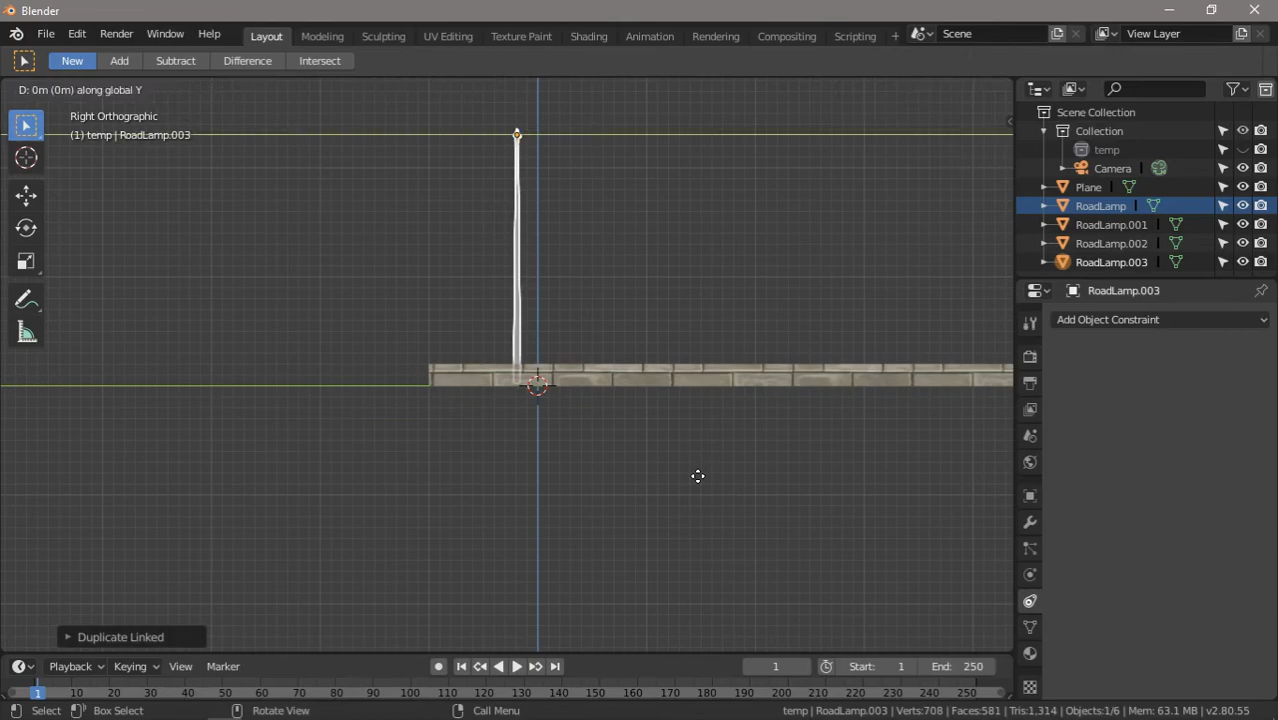 Blender
File Edit Render Window Help Layout Modeling Sculpting UV Editing Texture Paint Shading Animation Rendering Compositing Scripting + Scene View Layer
New Add Subtract Difference Intersect
D: 0m (0m) along global Y
Right Orthographic
(1) temp | RoadLamp.003
Scene Collection
Collection
temp
Camera
Plane
RoadLamp
RoadLamp.001
RoadLamp.002
RoadLamp.003
RoadLamp.003
Add Object Constraint
Duplicate Linked
Playback Keying View Marker 1 Start: 1 End: 250
1 10 20 30 40 50 60 70 80 90 100 110 120 130 140 150 160 170 180 190 200 210 220 230 240 250
Select Box Select Rotate View Call Menu temp | RoadLamp.003 | Verts:708 | Faces:581 | Tris:1,314 | Objects:1/6 | Mem: 63.1 MB | v2.80.55